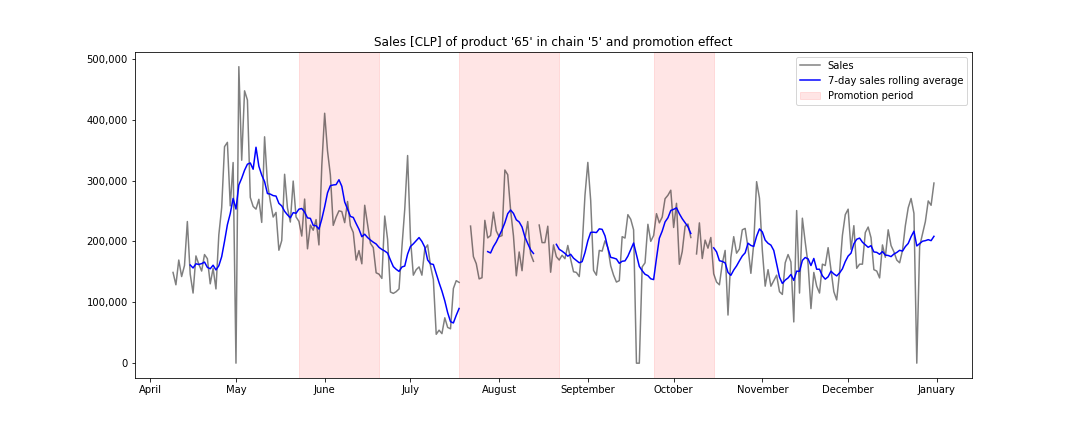 Sales [CLP] of product '65' in chain '5' and promotion effect
500,000
400,000
300,000
200,000
100,000
0
Sales
7-day sales rolling average
Promotion period
April May June July August September October November December January